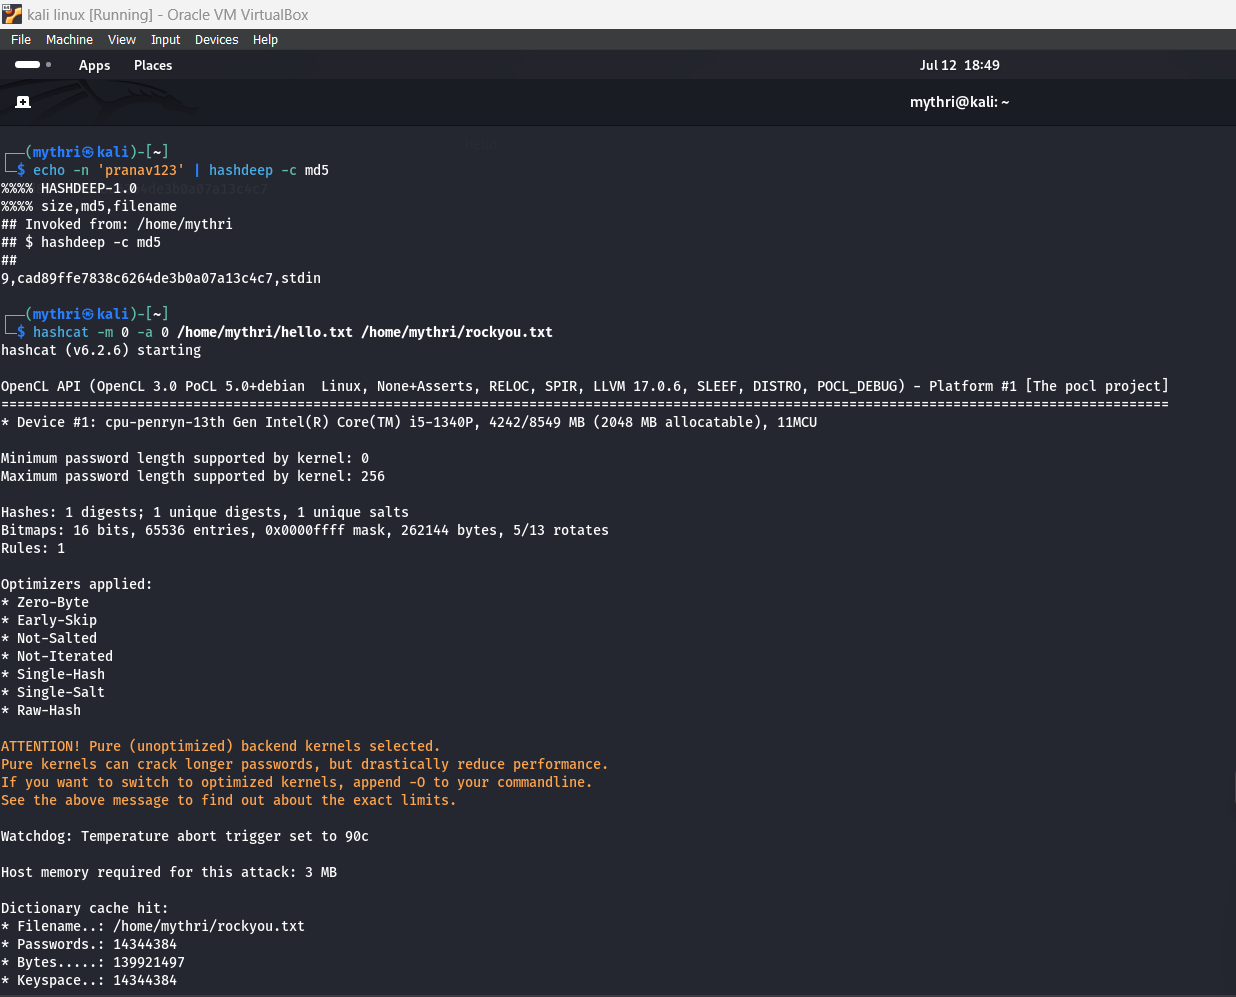 kali linux [Running] - Oracle VM VirtualBox
File Machine View Input Devices Help
Apps Places Jul 12 18:49
mythri@kali: ~
┌──(mythri㉿kali)-[~]
└─$ echo -n 'pranav123' | hashdeep -c md5
%%%% HASHDEEP-1.0
%%%% size,md5,filename
## Invoked from: /home/mythri
## $ hashdeep -c md5
##
9,cad89ffe7838c6264de3b0a07a13c4c7,stdin
┌──(mythri㉿kali)-[~]
└─$ hashcat -m 0 -a 0 /home/mythri/hello.txt /home/mythri/rockyou.txt
hashcat (v6.2.6) starting
OpenCL API (OpenCL 3.0 PoCL 5.0+debian  Linux, None+Asserts, RELOC, SPIR, LLVM 17.0.6, SLEEF, DISTRO, POCL_DEBUG) - Platform #1 [The pocl project]
==================================================================================================================================================
* Device #1: cpu-penryn-13th Gen Intel(R) Core(TM) i5-1340P, 4242/8549 MB (2048 MB allocatable), 11MCU
Minimum password length supported by kernel: 0
Maximum password length supported by kernel: 256
Hashes: 1 digests; 1 unique digests, 1 unique salts
Bitmaps: 16 bits, 65536 entries, 0x0000ffff mask, 262144 bytes, 5/13 rotates
Rules: 1
Optimizers applied:
* Zero-Byte
* Early-Skip
* Not-Salted
* Not-Iterated
* Single-Hash
* Single-Salt
* Raw-Hash
ATTENTION! Pure (unoptimized) backend kernels selected.
Pure kernels can crack longer passwords, but drastically reduce performance.
If you want to switch to optimized kernels, append -O to your commandline.
See the above message to find out about the exact limits.
Watchdog: Temperature abort trigger set to 90c
Host memory required for this attack: 3 MB
Dictionary cache hit:
* Filename..: /home/mythri/rockyou.txt
* Passwords.: 14344384
* Bytes.....: 139921497
* Keyspace..: 14344384